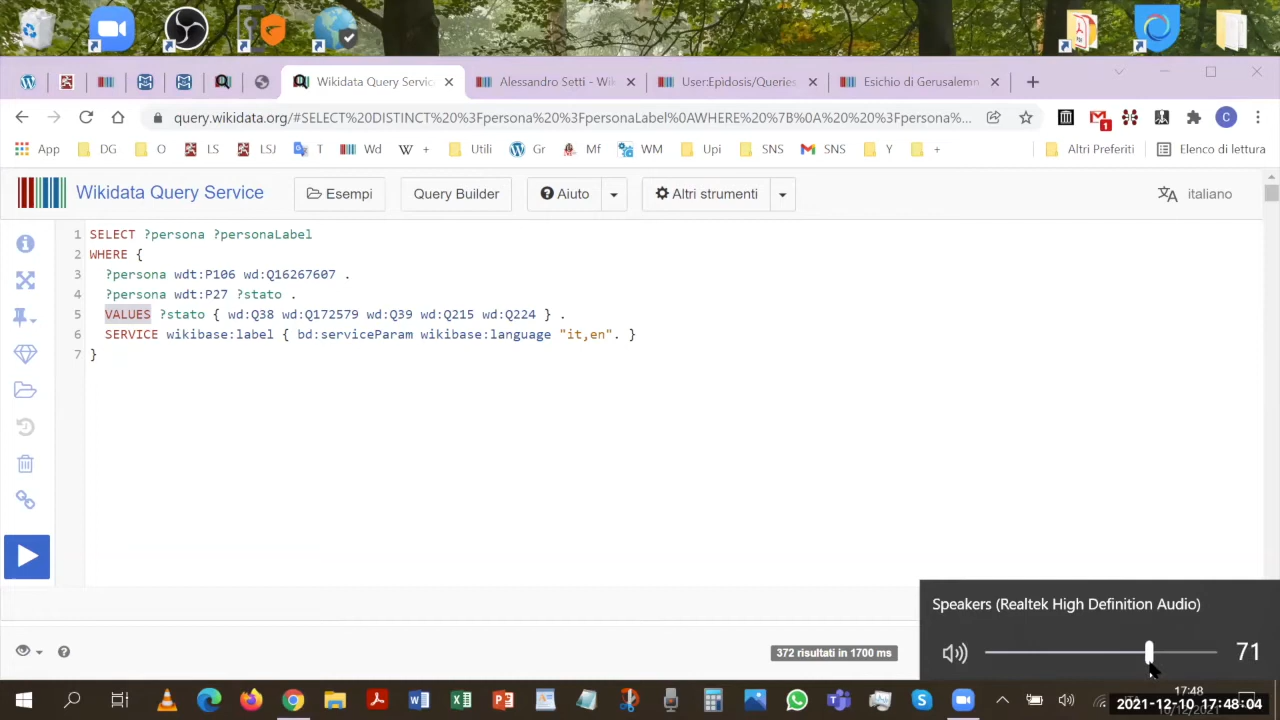 Wikidata Query Servic
Alessandro Setti - Wik
User:Epìdosis/Queries
Esichio di Gerusalemn
query.wikidata.org/#SELECT%20DISTINCT%20%3Fpersona%20%3FpersonaLabel%0AWHERE%20%7B%0A%20%20%3Fpersona%...
C
App
DG
O
LS
LSJ
T
Wd
+
Utili
Gr
Mf
WM
Upi
SNS
SNS
Y
+
Altri Preferiti
Elenco di lettura
Wikidata Query Service
Esempi
Query Builder
Aiuto
Altri strumenti
italiano
1 SELECT ?persona ?personaLabel
2 WHERE {
3 ?persona wdt:P106 wd:Q16267607 .
4 ?persona wdt:P27 ?stato .
5 VALUES ?stato { wd:Q38 wd:Q172579 wd:Q39 wd:Q215 wd:Q224 } .
6 SERVICE wikibase:label { bd:serviceParam wikibase:language "it,en". }
7 }
372 risultati in 1700 ms
Speakers (Realtek High Definition Audio)
71
17:48
2021-12-10 17:48:04